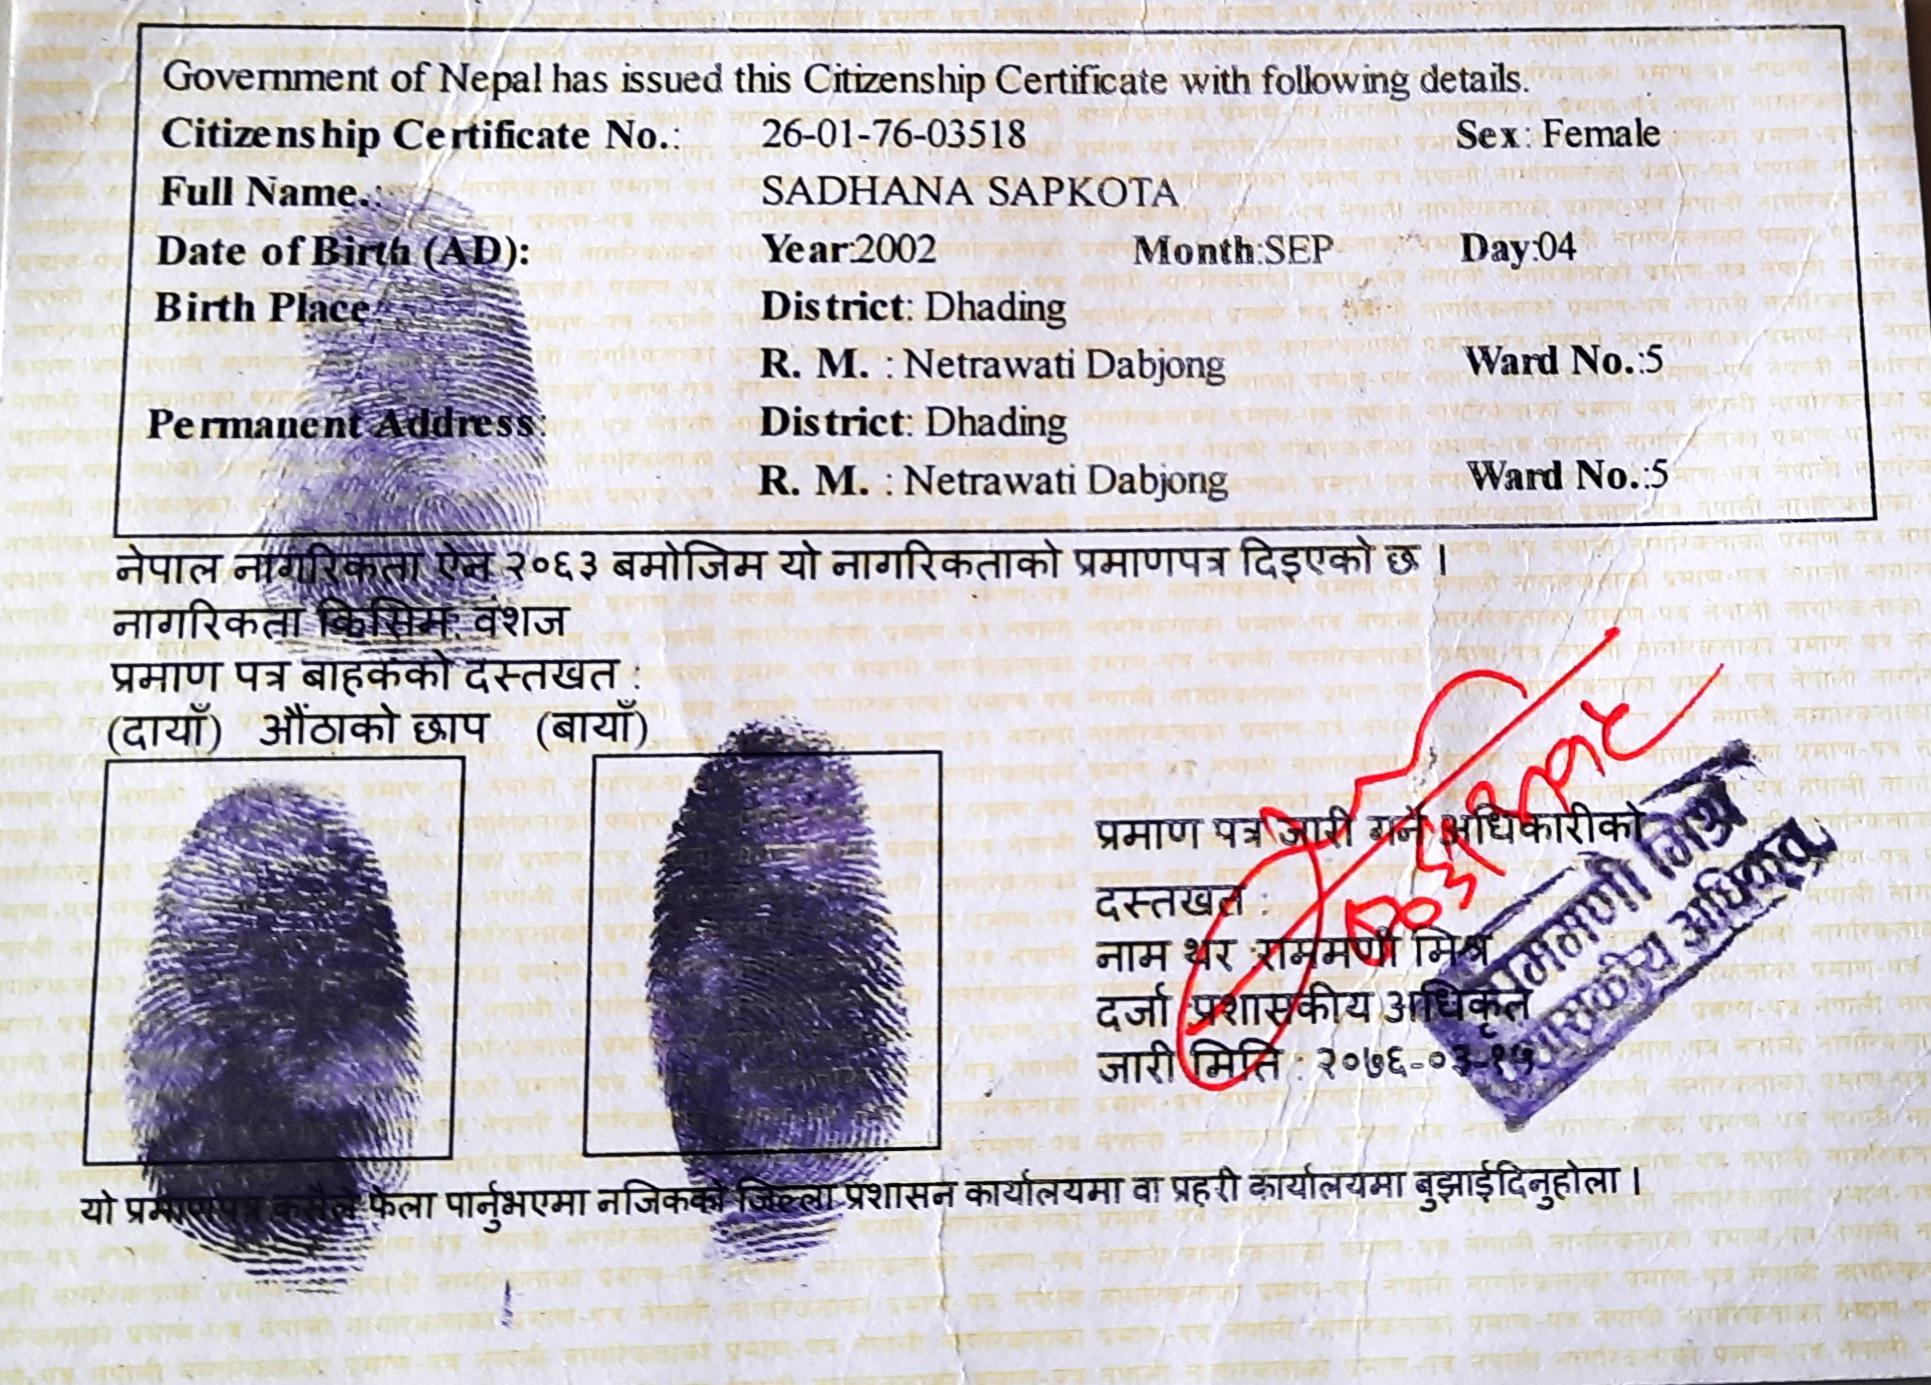 Government of Nepal has issued this Citizenship Certificate with following details.
Citizenship Certificate No.: 26-01-76-03518 Sex: Female
Full Name.: SADHANA SAPKOTA
Date of Birth (AD): Year:2002 Month:SEP Day:04
Birth Place District: Dhading
R. M. : Netrawati Dabjong Ward No.:5
Permanent Address: District: Dhading
R. M. : Netrawati Dabjong Ward No.:5
नेपाल नागरिकता ऐन २०६३ बमोजिम यो नागरिकताको प्रमाणपत्र दिइएको छ ।
नागरिकता किसिम: वंशज
प्रमाण पत्र बाहकको दस्तखत :
(दायाँ) औंठाको छाप (बायाँ)
प्रमाण पत्र जारी गर्ने अधिकारीको
दस्तखत :
नाम थर : राममणी मिश्र
दर्जा प्रशासकीय अधिकृत
जारी मिति : २०७६-०३-१५
राममणी मिश्र
प्रशासकीय अधिकृत
यो प्रमाणपत्र कसैले फेला पार्नुभएमा नजिकको जिल्ला प्रशासन कार्यालयमा वा प्रहरी कार्यालयमा बुझाईदिनुहोला ।